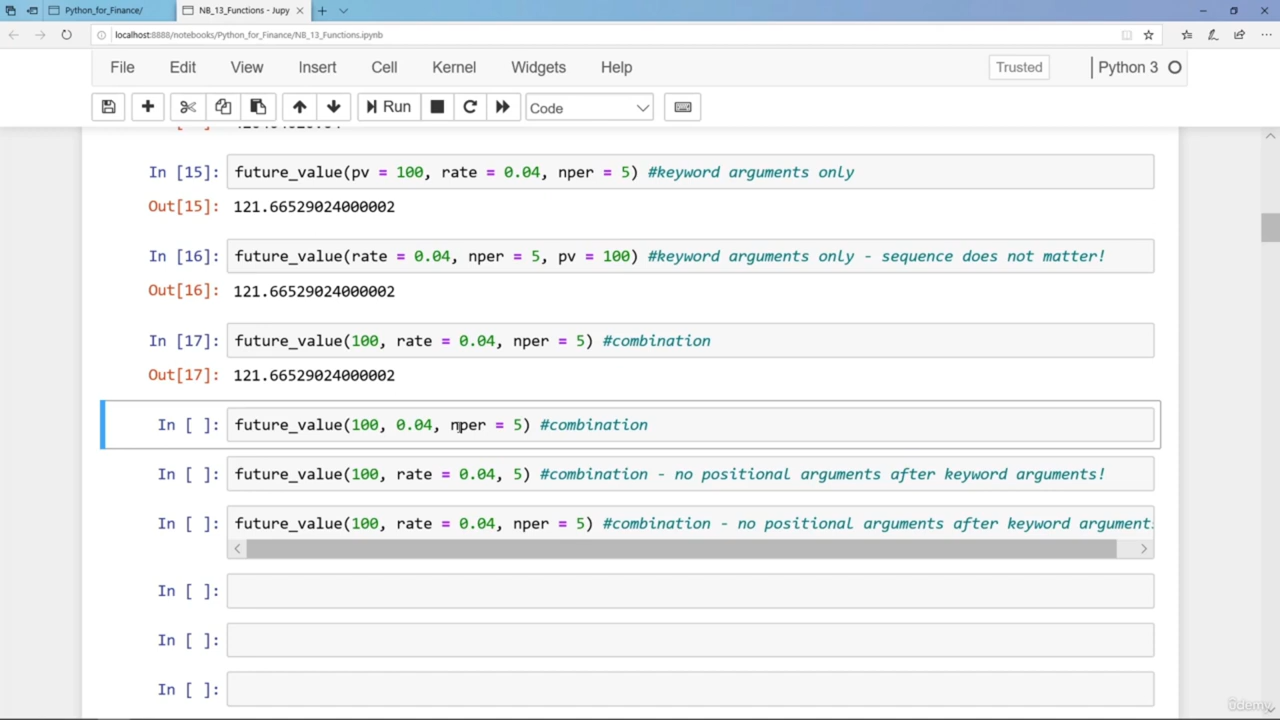 Python_for_Finance/
NB_13_Functions - Jupy
localhost:8888/notebooks/Python_for_Finance/NB_13_Functions.ipynb
File Edit View Insert Cell Kernel Widgets Help Trusted Python 3
Run Code
In [15]: future_value(pv = 100, rate = 0.04, nper = 5) #keyword arguments only
Out[15]: 121.66529024000002
In [16]: future_value(rate = 0.04, nper = 5, pv = 100) #keyword arguments only - sequence does not matter!
Out[16]: 121.66529024000002
In [17]: future_value(100, rate = 0.04, nper = 5) #combination
Out[17]: 121.66529024000002
In [ ]: future_value(100, 0.04, nper = 5) #combination
In [ ]: future_value(100, rate = 0.04, 5) #combination - no positional arguments after keyword arguments!
In [ ]: future_value(100, rate = 0.04, nper = 5) #combination - no positional arguments after keyword argument
In [ ]:
In [ ]:
In [ ]:
ûdemy